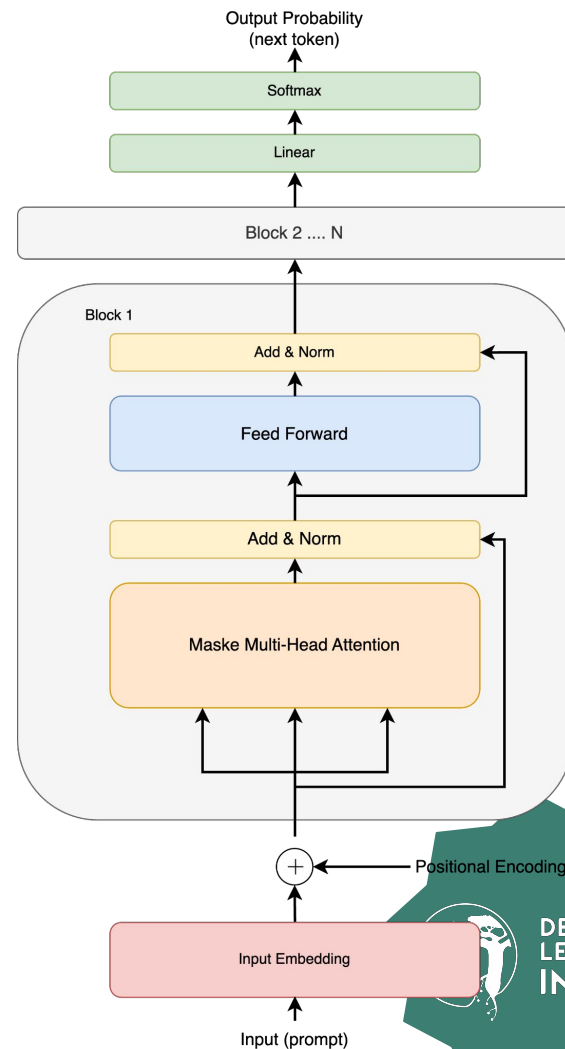 Output Probability
(next token)
Softmax
Linear
Block 2 .... N
Block 1
Add & Norm
Feed Forward
Add & Norm
Maske Multi-Head Attention
+
Positional Encoding
Input Embedding
Input (prompt)